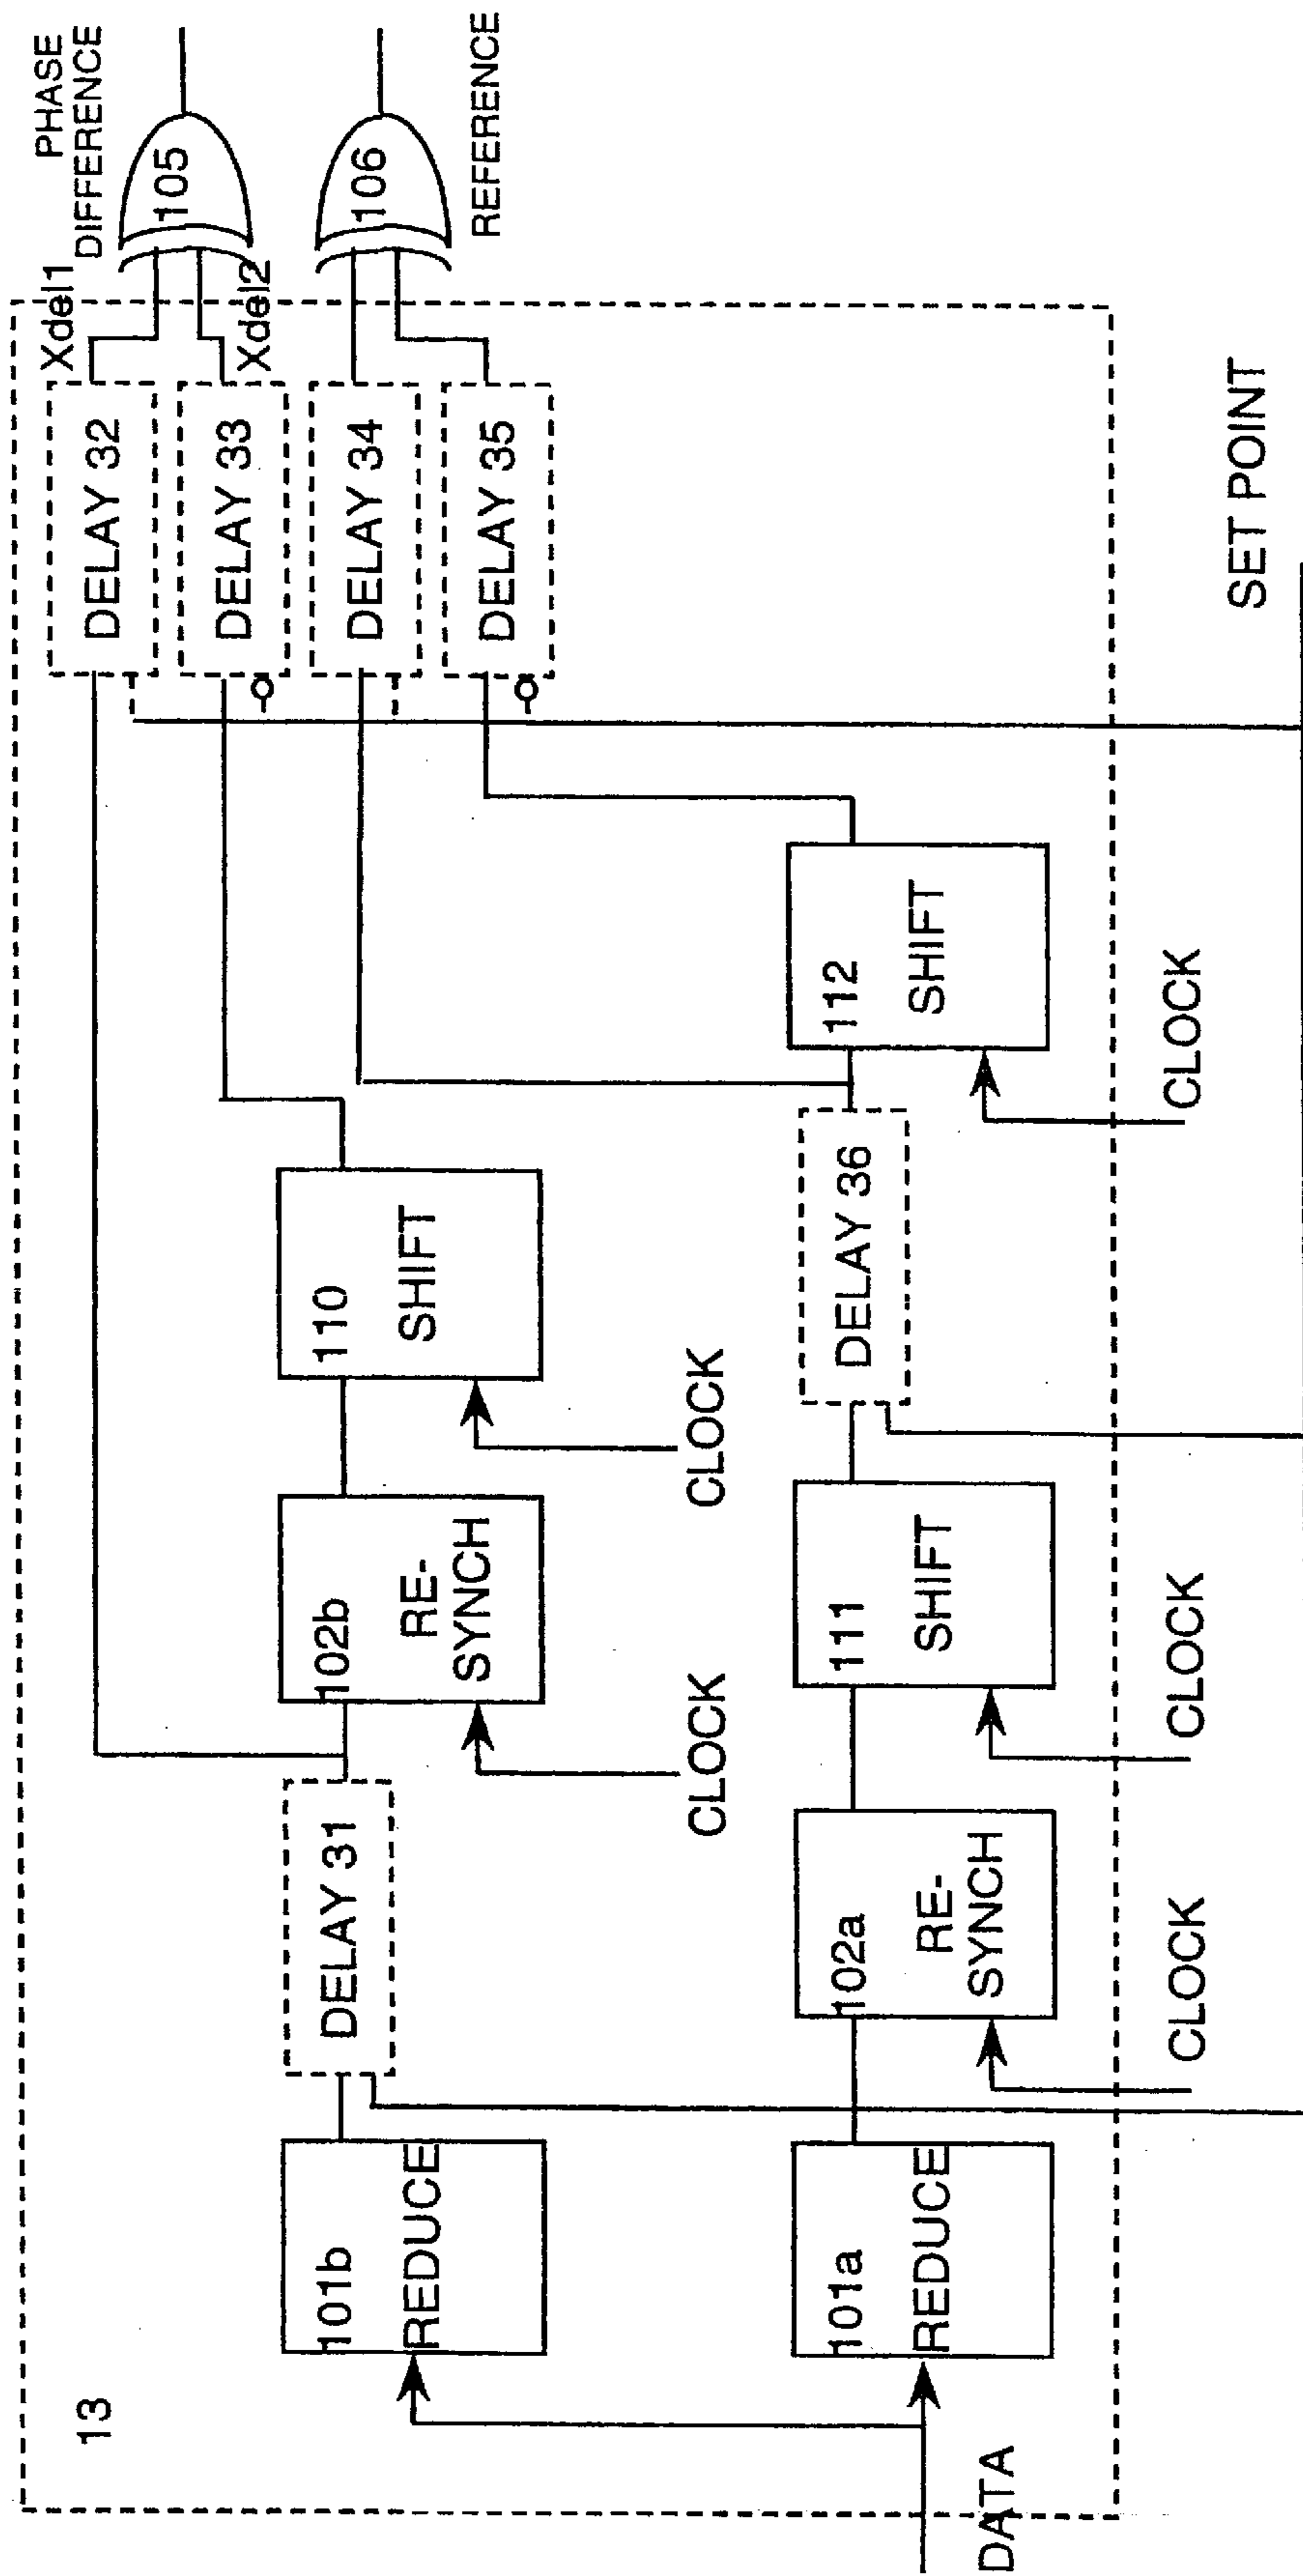 13
DATA
101b
REDUCE
101a
REDUCE
DELAY 31
102a
RE-
SYNCH
CLOCK
102b
RE-
SYNCH
CLOCK
111
SHIFT
CLOCK
110
SHIFT
CLOCK
DELAY 36
112
SHIFT
CLOCK
DELAY 32
DELAY 33
DELAY 34
DELAY 35
Xdel1
Xdel2
105
106
PHASE
DIFFERENCE
REFERENCE
SET POINT